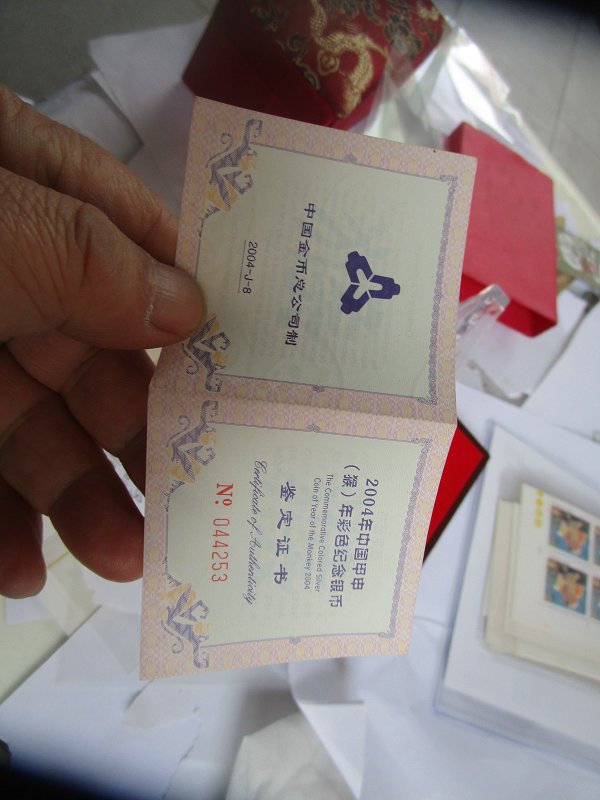 2004年中国甲申
（猴）年彩色纪念银币
The Commemorative Colored Silver
Coin of Year of the Monkey 2004
鉴定证书
Certificate of Authenticity
Nº 044253
中国金币总公司制
2004-J-8